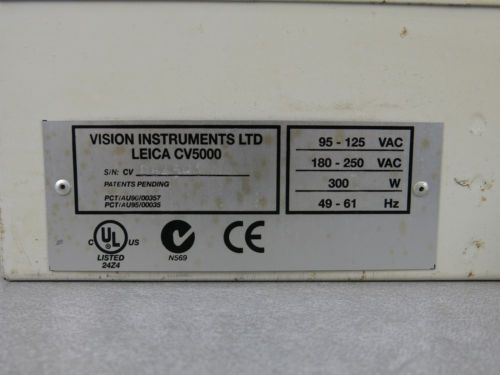 VISION INSTRUMENTS LTD
LEICA CV5000
S/N: CV
PATENTS PENDING
PCT/AU96/00357
PCT/AU95/00035
95 - 125 VAC
180 - 250 VAC
300 W
49 - 61 Hz
C UL US
LISTED
24Z4
N569
CE